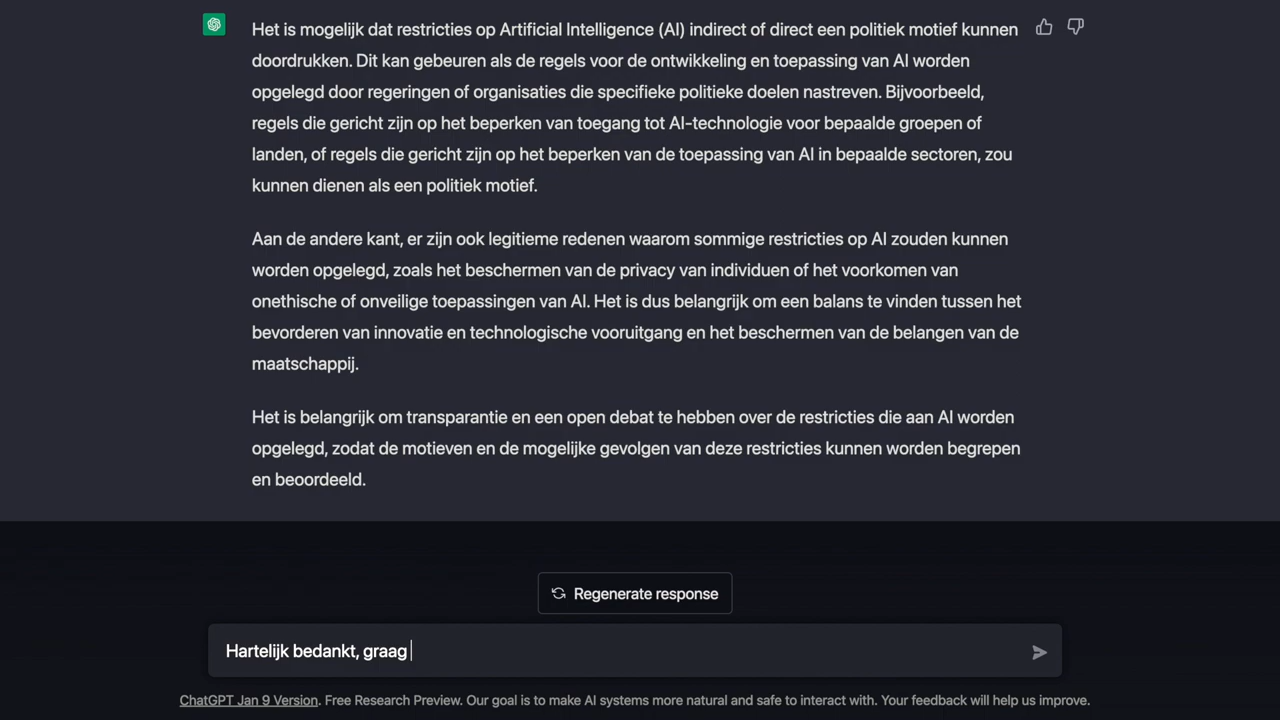 Het is mogelijk dat restricties op Artificial Intelligence (AI) indirect of direct een politiek motief kunnen
doordrukken. Dit kan gebeuren als de regels voor de ontwikkeling en toepassing van AI worden
opgelegd door regeringen of organisaties die specifieke politieke doelen nastreven. Bijvoorbeeld,
regels die gericht zijn op het beperken van toegang tot AI-technologie voor bepaalde groepen of
landen, of regels die gericht zijn op het beperken van de toepassing van AI in bepaalde sectoren, zou
kunnen dienen als een politiek motief.
Aan de andere kant, er zijn ook legitieme redenen waarom sommige restricties op AI zouden kunnen
worden opgelegd, zoals het beschermen van de privacy van individuen of het voorkomen van
onethische of onveilige toepassingen van AI. Het is dus belangrijk om een balans te vinden tussen het
bevorderen van innovatie en technologische vooruitgang en het beschermen van de belangen van de
maatschappij.
Het is belangrijk om transparantie en een open debat te hebben over de restricties die aan AI worden
opgelegd, zodat de motieven en de mogelijke gevolgen van deze restricties kunnen worden begrepen
en beoordeeld.
Regenerate response
Hartelijk bedankt, graag
ChatGPT Jan 9 Version. Free Research Preview. Our goal is to make AI systems more natural and safe to interact with. Your feedback will help us improve.